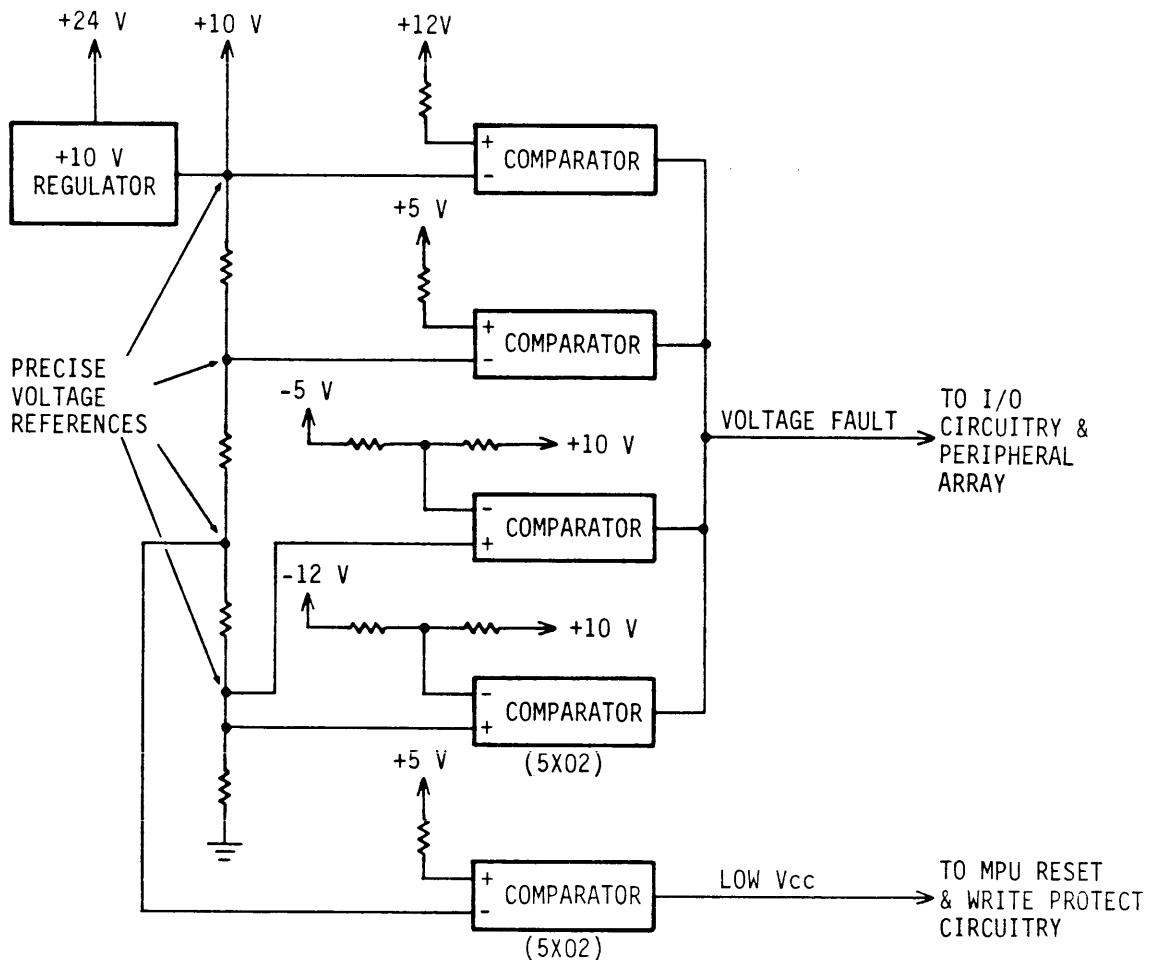 +24 V
+10 V
+12V
+10 V
REGULATOR
+
-
COMPARATOR
+5 V
+
-
COMPARATOR
PRECISE
VOLTAGE
REFERENCES
-5 V
+10 V
-
+
COMPARATOR
VOLTAGE FAULT
TO I/O
CIRCUITRY &
PERIPHERAL
ARRAY
-12 V
+10 V
-
+
COMPARATOR
(5X02)
+5 V
+
-
COMPARATOR
(5X02)
LOW Vcc
TO MPU RESET
& WRITE PROTECT
CIRCUITRY